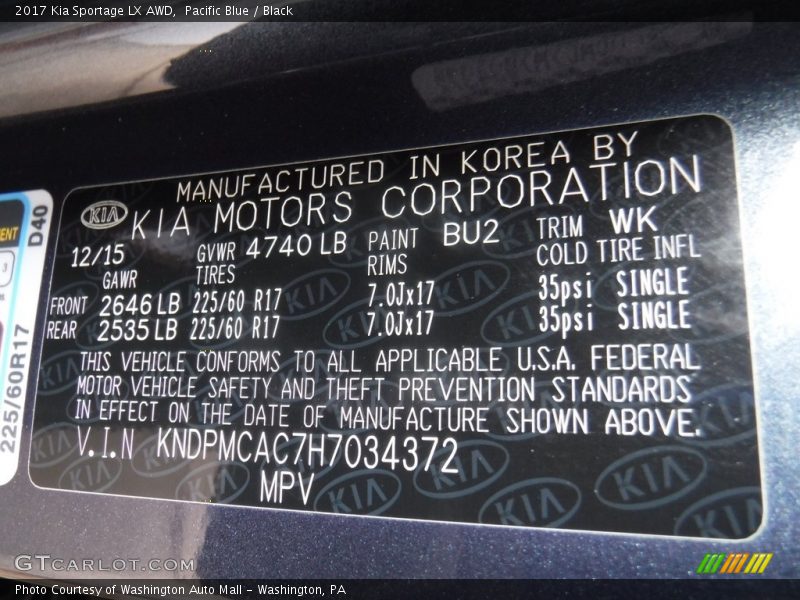 2017 Kia Sportage LX AWD, Pacific Blue / Black
MANUFACTURED IN KOREA BY
KIA KIA MOTORS CORPORATION
12/15 GVWR 4740 LB PAINT BU2 TRIM WK
GAWR TIRES RIMS COLD TIRE INFL
FRONT 2646 LB 225/60 R17 7.0Jx17 35psi SINGLE
REAR 2535 LB 225/60 R17 7.0Jx17 35psi SINGLE
THIS VEHICLE CONFORMS TO ALL APPLICABLE U.S.A. FEDERAL
MOTOR VEHICLE SAFETY AND THEFT PREVENTION STANDARDS
IN EFFECT ON THE DATE OF MANUFACTURE SHOWN ABOVE.
V.I.N KNDPMCAC7H7034372
MPV
D40
225/60R17
GTCARLOT.COM
Photo Courtesy of Washington Auto Mall - Washington, PA